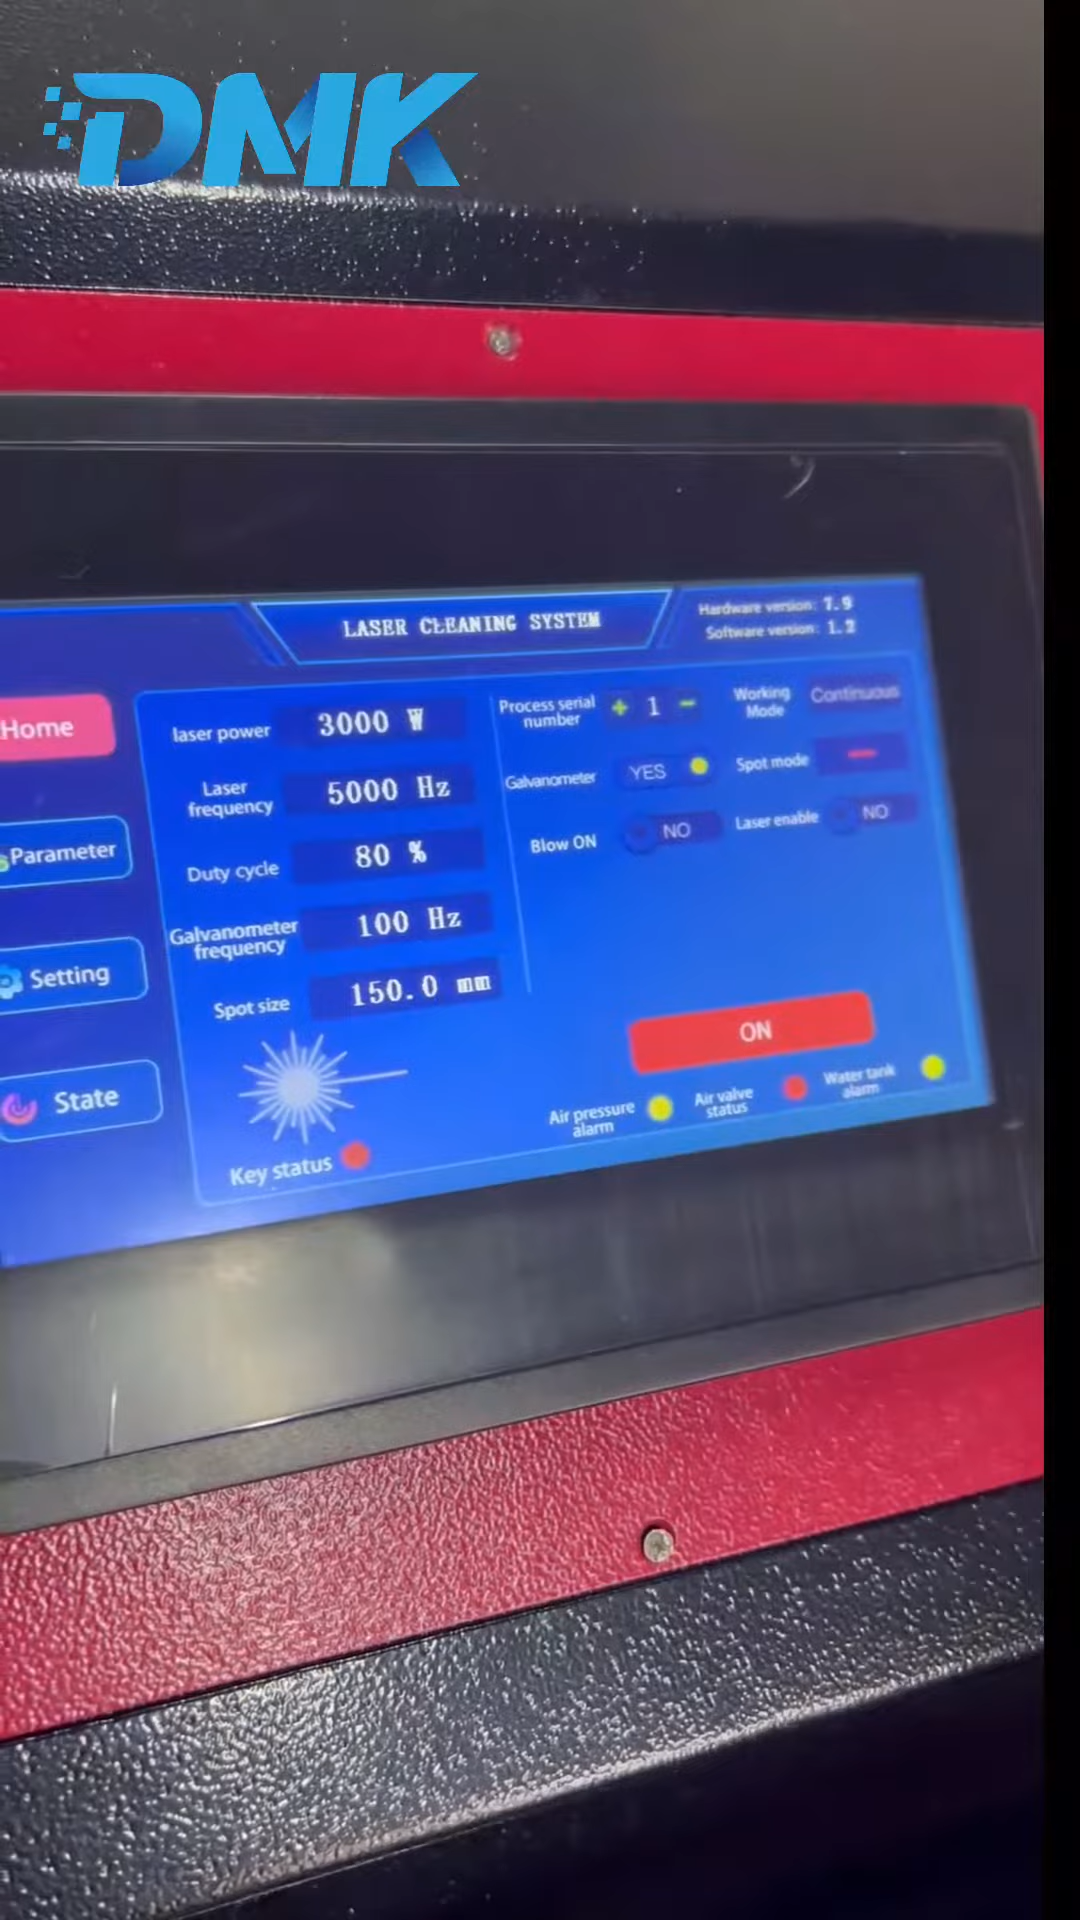 DMK
LASER CLEANING SYSTEM
Hardware version: 7.9
Software version: 1.2
Home
Parameter
Setting
State
laser power
3000 W
Laser
frequency
5000 Hz
Duty cycle
80 %
Galvanometer
frequency
100 Hz
Spot size
150.0 mm
Key status
Process serial
number
+ 1 -
Working
Mode
Continuous
Galvanometer
YES
Spot mode
Blow ON
NO
Laser enable
NO
ON
Air pressure
alarm
Air valve
status
Water tank
alarm